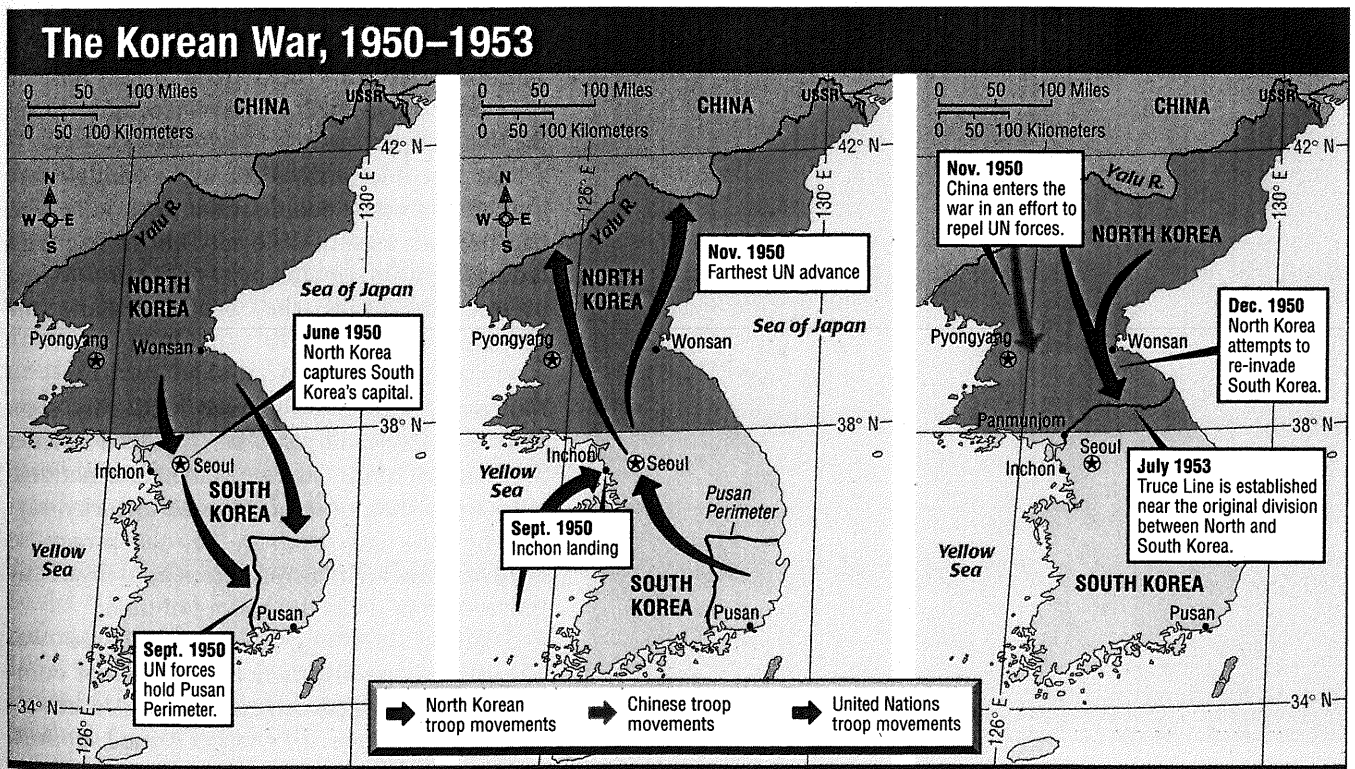 The Korean War, 1950–1953
0 50 100 Miles
0 50 100 Kilometers
CHINA
USSR
42° N
N
W E
S
Yalu R.
130° E
NORTH
KOREA
Sea of Japan
Pyongyang
Wonsan
June 1950
North Korea
captures South
Korea's capital.
38° N
Inchon
Seoul
SOUTH
KOREA
Yellow
Sea
Pusan
Sept. 1950
UN forces
hold Pusan
Perimeter.
34° N
126° E
0 50 100 Miles
0 50 100 Kilometers
CHINA
USSR
42° N
126° E
N
W E
S
Yalu R.
130° E
Nov. 1950
Farthest UN advance
NORTH
KOREA
Sea of Japan
Pyongyang
Wonsan
38° N
Inchon
Seoul
Yellow
Sea
Pusan
Perimeter
Sept. 1950
Inchon landing
SOUTH
KOREA
Pusan
0 50 100 Miles
0 50 100 Kilometers
CHINA
USSR
42° N
Nov. 1950
China enters the
war in an effort to
repel UN forces.
Yalu R.
130° E
NORTH KOREA
Dec. 1950
North Korea
attempts to
re-invade
South Korea.
Pyongyang
Wonsan
Panmunjom
38° N
Seoul
Inchon
July 1953
Truce Line is established
near the original division
between North and
South Korea.
Yellow
Sea
SOUTH KOREA
Pusan
34° N
126° E
North Korean
troop movements
Chinese troop
movements
United Nations
troop movements